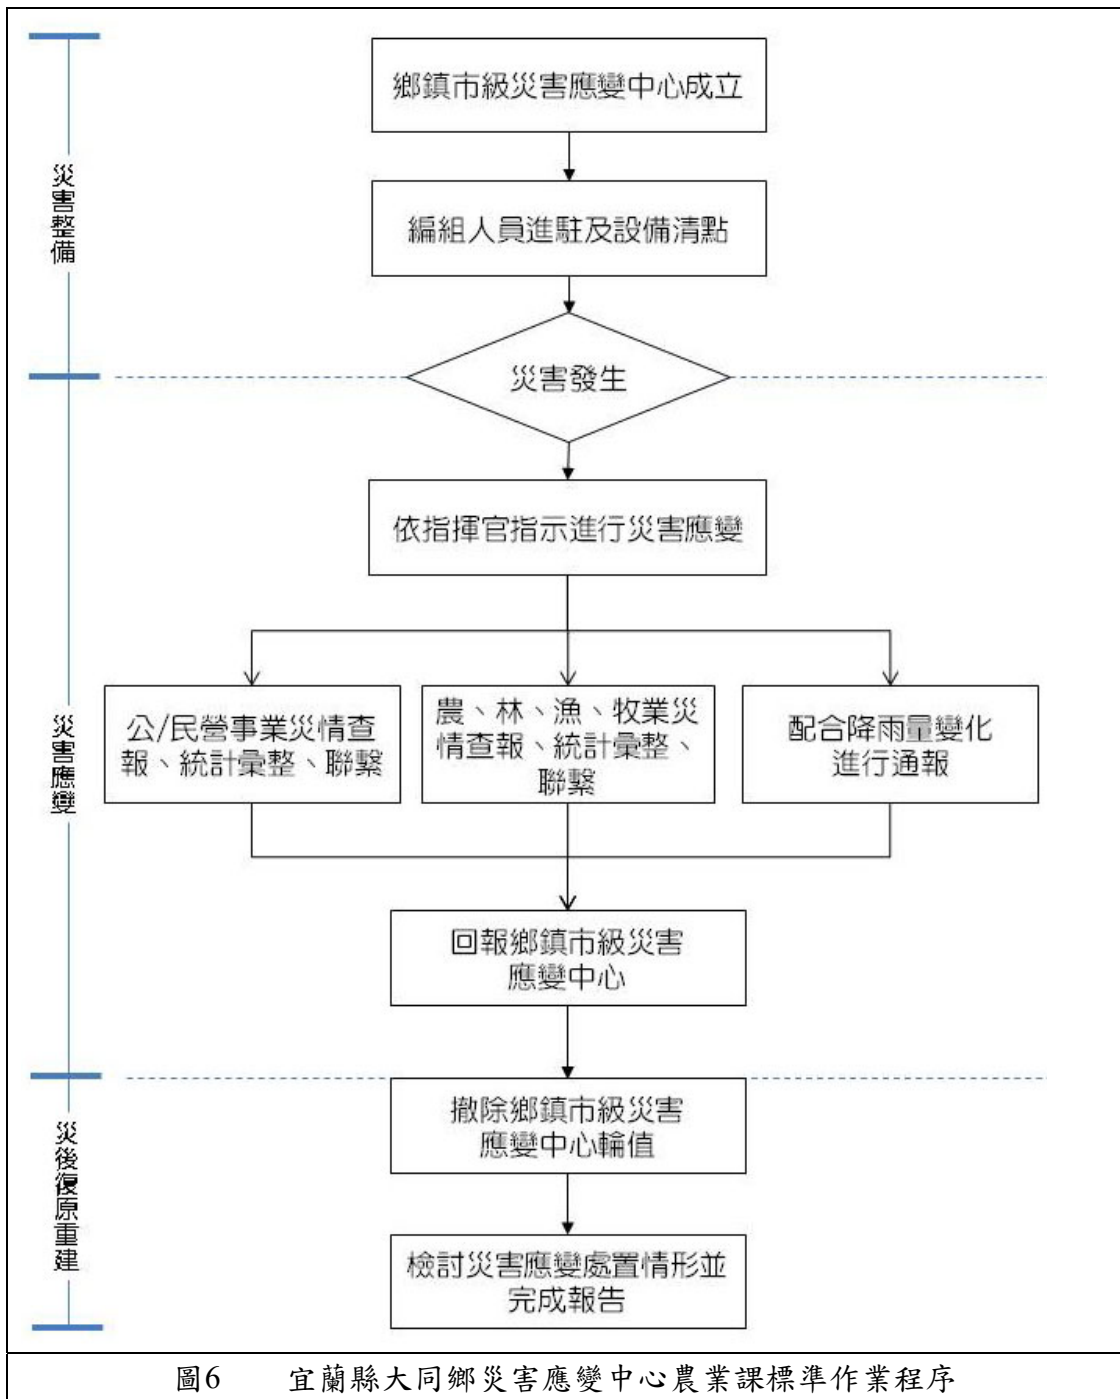 災害整備
鄉鎮市級災害應變中心成立
編組人員進駐及設備清點
災害發生
災害應變
依指揮官指示進行災害應變
公/民營事業災情查
報、統計彙整、聯繫
農、林、漁、牧業災
情查報、統計彙整、
聯繫
配合降雨量變化
進行通報
回報鄉鎮市級災害
應變中心
災後復原重建
撤除鄉鎮市級災害
應變中心輪值
檢討災害應變處置情形並
完成報告
圖6 宜蘭縣大同鄉災害應變中心農業課標準作業程序